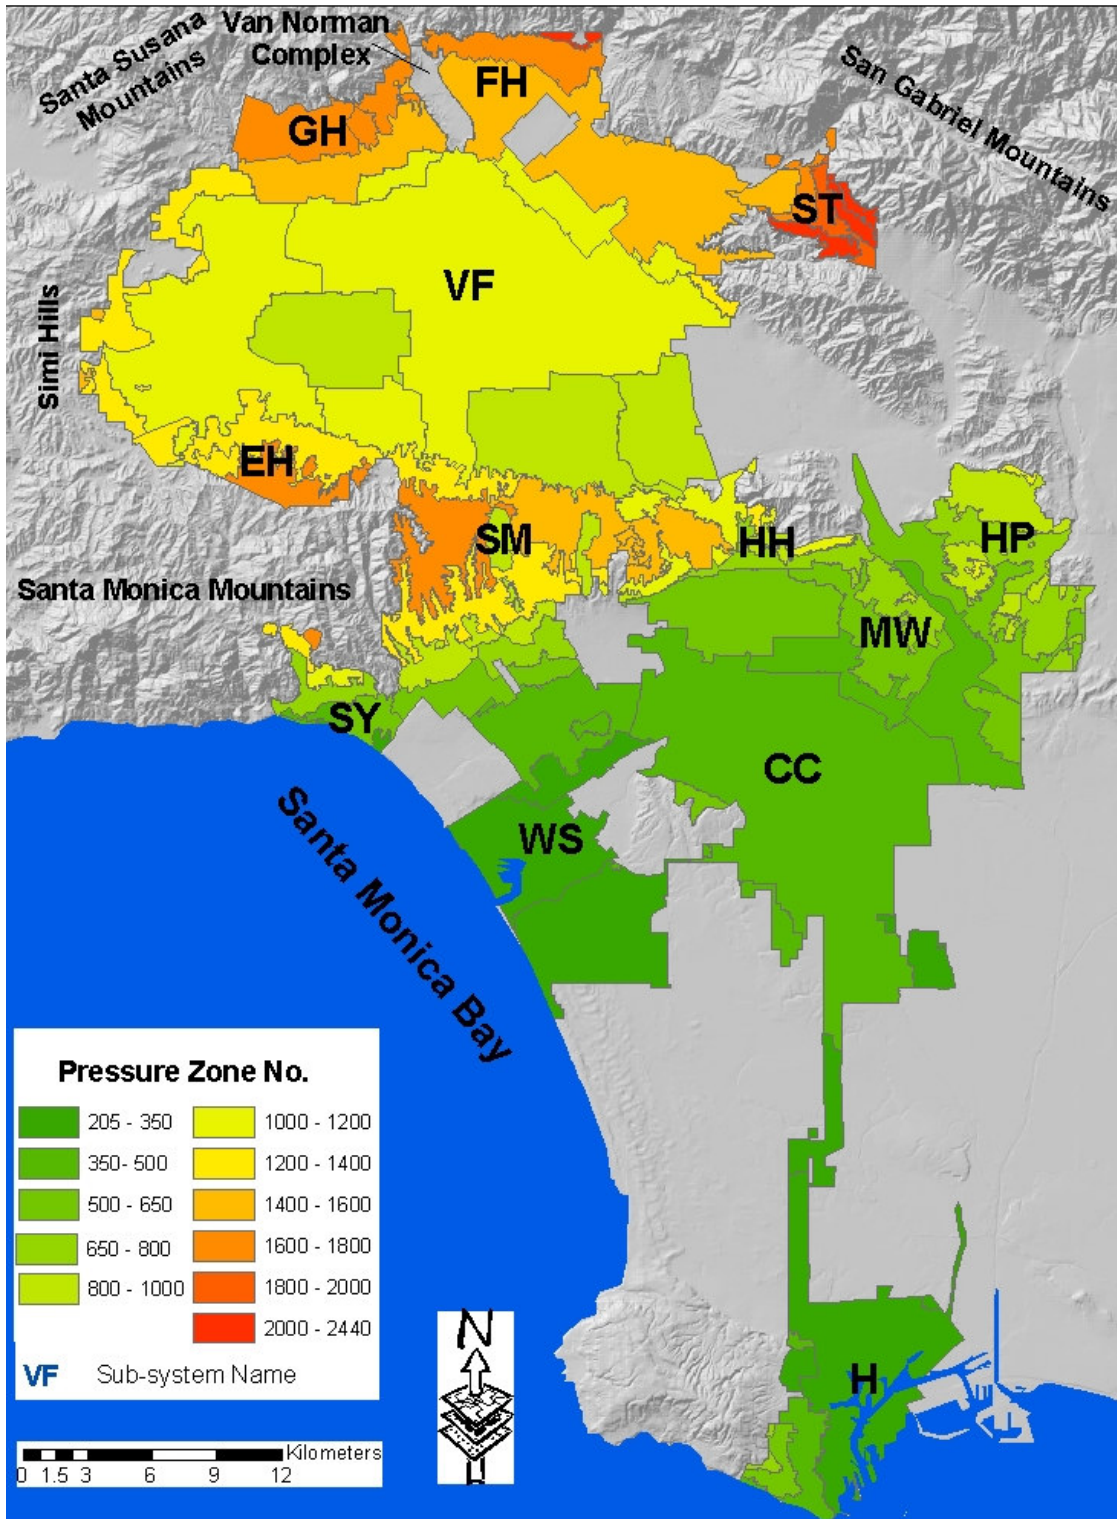 Van Norman
Complex
Santa Susana
Mountains
San Gabriel Mountains
FH
GH
ST
VF
Simi Hills
EH
SM
HH
HP
Santa Monica Mountains
MW
SY
CC
WS
Santa Monica Bay
H
Pressure Zone No.
205 - 350
350- 500
500 - 650
650 - 800
800 - 1000
1000 - 1200
1200 - 1400
1400 - 1600
1600 - 1800
1800 - 2000
2000 - 2440
VF Sub-system Name
N
Kilometers
0 1.5 3 6 9 12